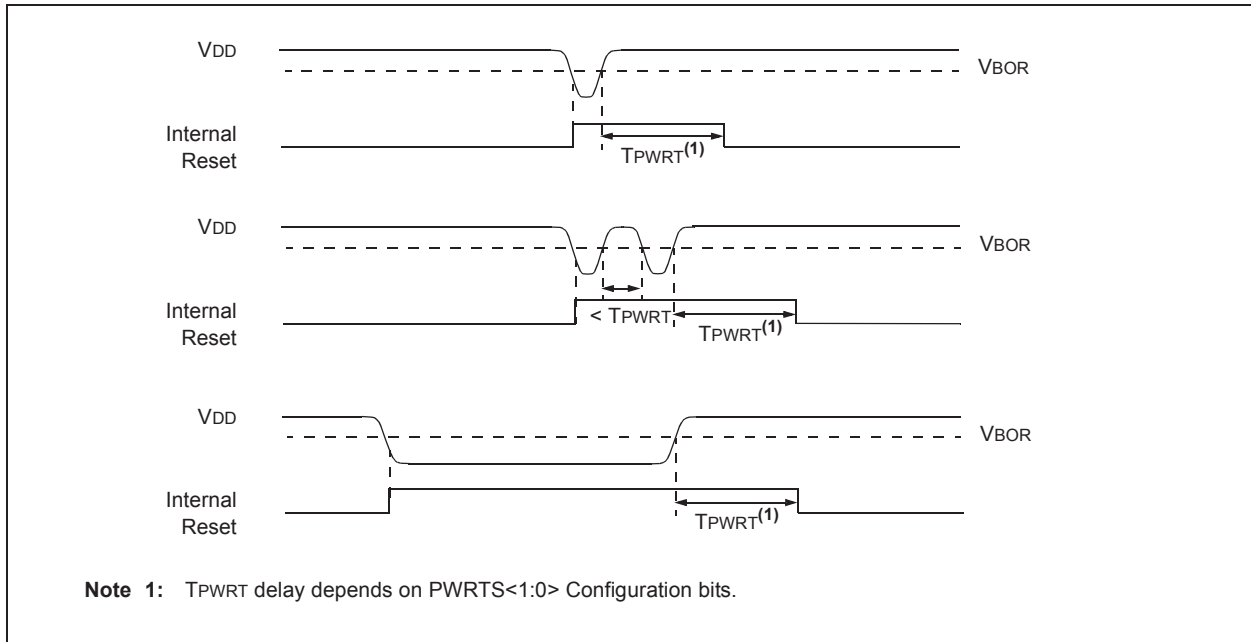 VDD
VBOR
Internal
Reset
TPWRT(1)
VDD
VBOR
Internal
Reset
< TPWRT
TPWRT(1)
VDD
VBOR
Internal
Reset
TPWRT(1)
Note 1: TPWRT delay depends on PWRTS<1:0> Configuration bits.